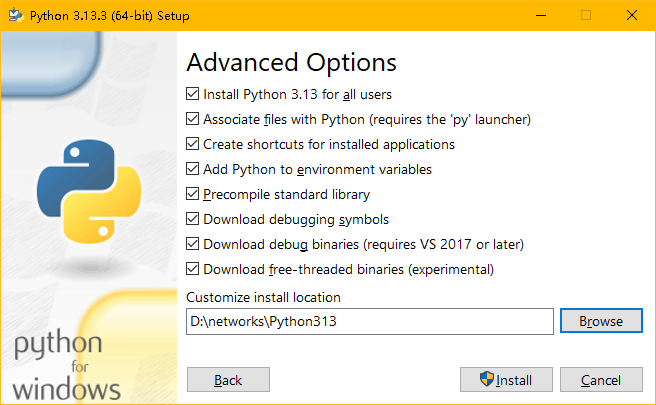 Python 3.13.3 (64-bit) Setup
Advanced Options
Install Python 3.13 for all users
Associate files with Python (requires the 'py' launcher)
Create shortcuts for installed applications
Add Python to environment variables
Precompile standard library
Download debugging symbols
Download debug binaries (requires VS 2017 or later)
Download free-threaded binaries (experimental)
Customize install location
D:\networks\Python313
Browse
python
for
windows
Back
Install
Cancel